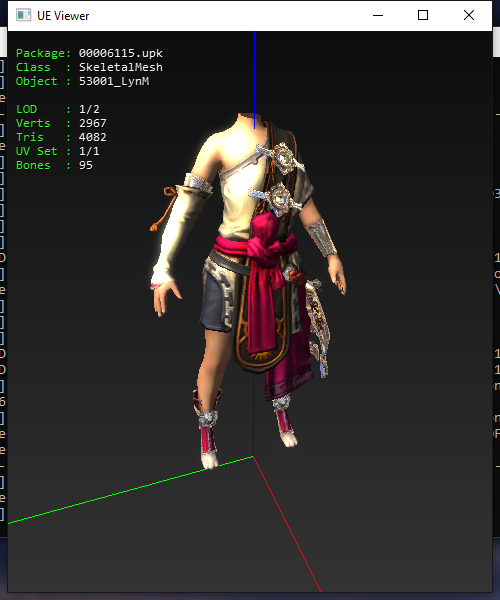 UE Viewer
Package: 00006115.upk
Class : SkeletalMesh
Object : 53001_LynM
LOD : 1/2
Verts : 2967
Tris : 4082
UV Set : 1/1
Bones : 95